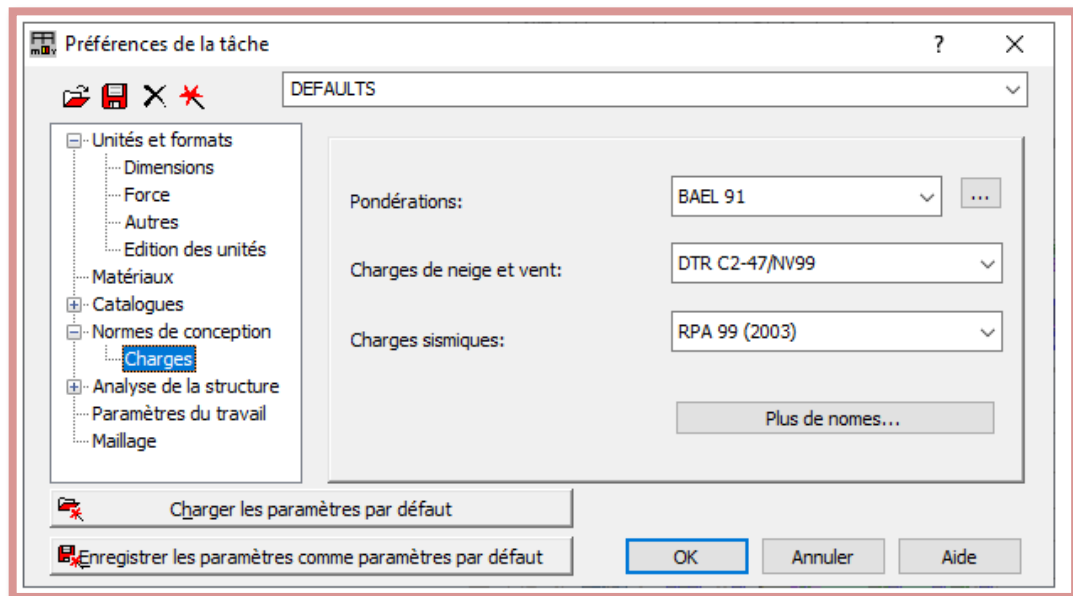 Préférences de la tâche
?
DEFAULTS
Unités et formats
Dimensions
Force
Autres
Edition des unités
Matériaux
Catalogues
Normes de conception
Charges
Analyse de la structure
Paramètres du travail
Maillage
Pondérations:
BAEL 91
...
Charges de neige et vent:
DTR C2-47/NV99
Charges sismiques:
RPA 99 (2003)
Plus de nomes...
Charger les paramètres par défaut
Enregistrer les paramètres comme paramètres par défaut
OK
Annuler
Aide